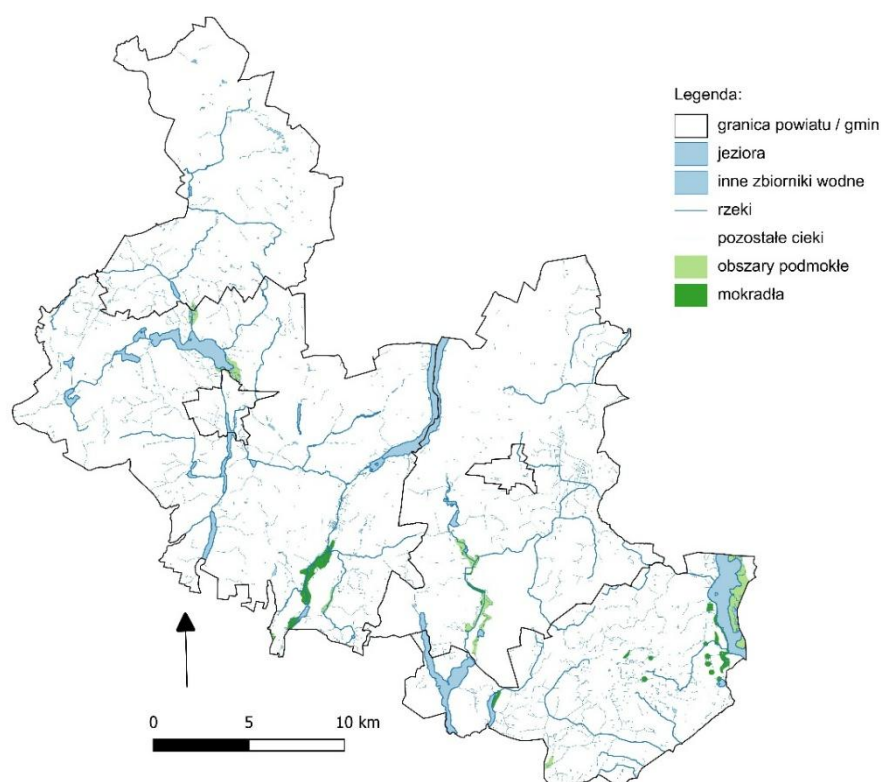 Legenda:
granica powiatu / gmin
jeziora
inne zbiorniki wodne
rzeki
pozostałe cieki
obszary podmokłe
mokradła
0 5 10 km